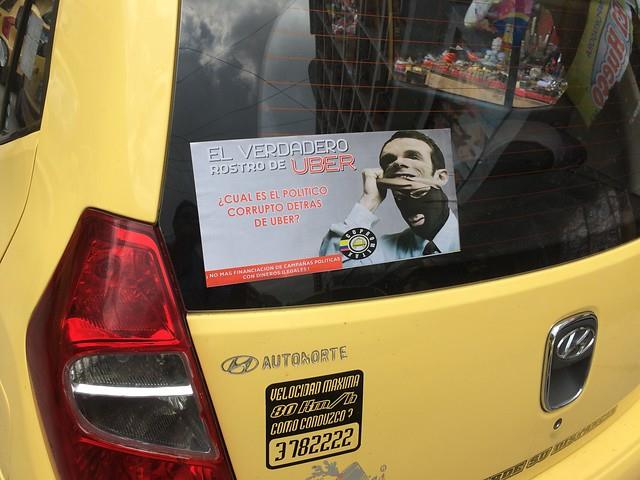 EL VERDADERO
ROSTRO DE UBER
¿CUAL ES EL POLITICO
CORRUPTO DETRAS
DE UBER?
¡NO MAS FINANCIACION DE CAMPAÑAS POLITICAS
CON DINEROS ILEGALES!
AUTONORTE
VELOCIDAD MAXIMA
80 Km/h
COMO CONDUZCO?
3782222